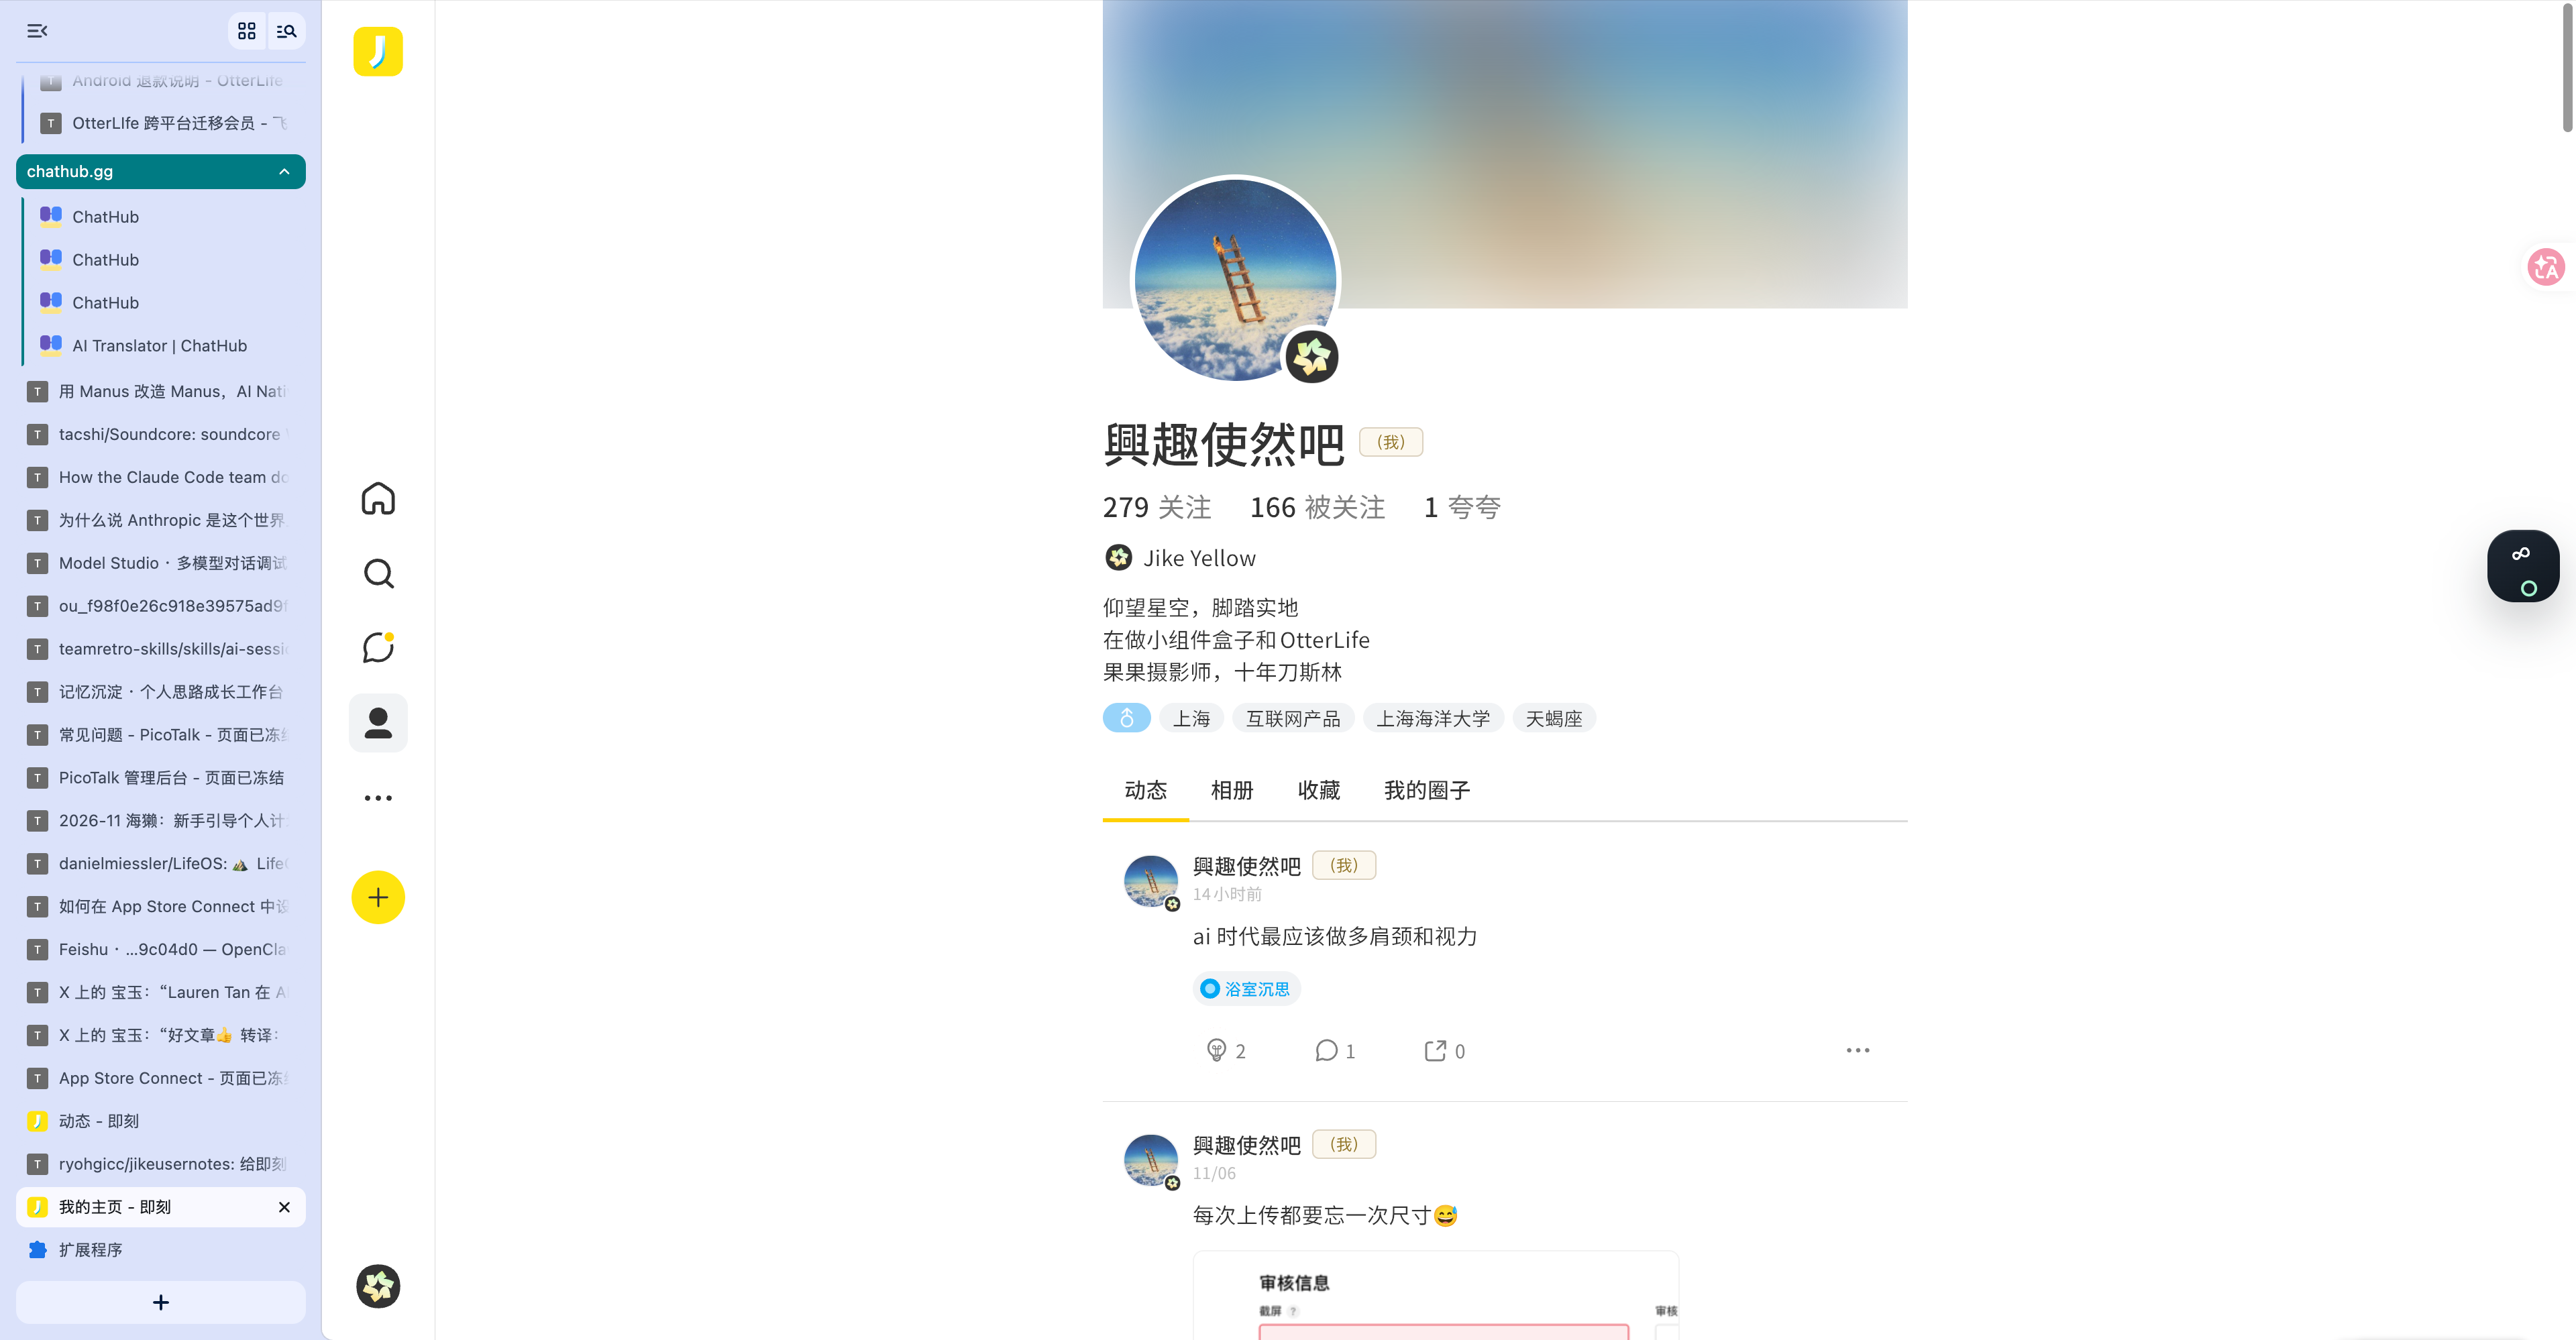 Android 退款说明 - OtterLife
OtterLIfe 跨平台迁移会员 - 飞
chathub.gg
ChatHub
ChatHub
ChatHub
AI Translator | ChatHub
用 Manus 改造 Manus，AI Nati
tacshi/Soundcore: soundcore
How the Claude Code team do
为什么说 Anthropic 是这个世界
Model Studio · 多模型对话调试
ou_f98f0e26c918e39575ad9f
teamretro-skills/skills/ai-sessi
记忆沉淀 · 个人思路成长工作台
常见问题 - PicoTalk - 页面已冻结
PicoTalk 管理后台 - 页面已冻结
2026-11 海獭：新手引导个人计
danielmiessler/LifeOS: ⛰️ Life
如何在 App Store Connect 中设
Feishu · ...9c04d0 — OpenCla
X 上的 宝玉：“Lauren Tan 在 A
X 上的 宝玉：“好文章👍 转译：
App Store Connect - 页面已冻结
动态 - 即刻
ryohgicc/jikeusernotes: 给即刻
我的主页 - 即刻
扩展程序
興趣使然吧 （我）
279 关注 166 被关注 1 夸夸
Jike Yellow
仰望星空，脚踏实地
在做小组件盒子和 OtterLife
果果摄影师，十年刀斯林
上海 互联网产品 上海海洋大学 天蝎座
动态 相册 收藏 我的圈子
興趣使然吧 （我）
14 小时前
ai 时代最应该做多肩颈和视力
浴室沉思
2 1 0
興趣使然吧 （我）
11/06
每次上传都要忘一次尺寸😅
审核信息
截屏 ? 审核